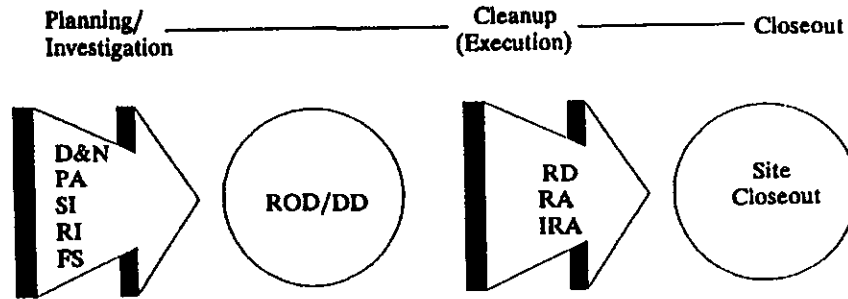 Planning/
Investigation
Cleanup
(Execution)
Closeout
D&N
PA
SI
RI
FS
ROD/DD
RD
RA
IRA
Site
Closeout